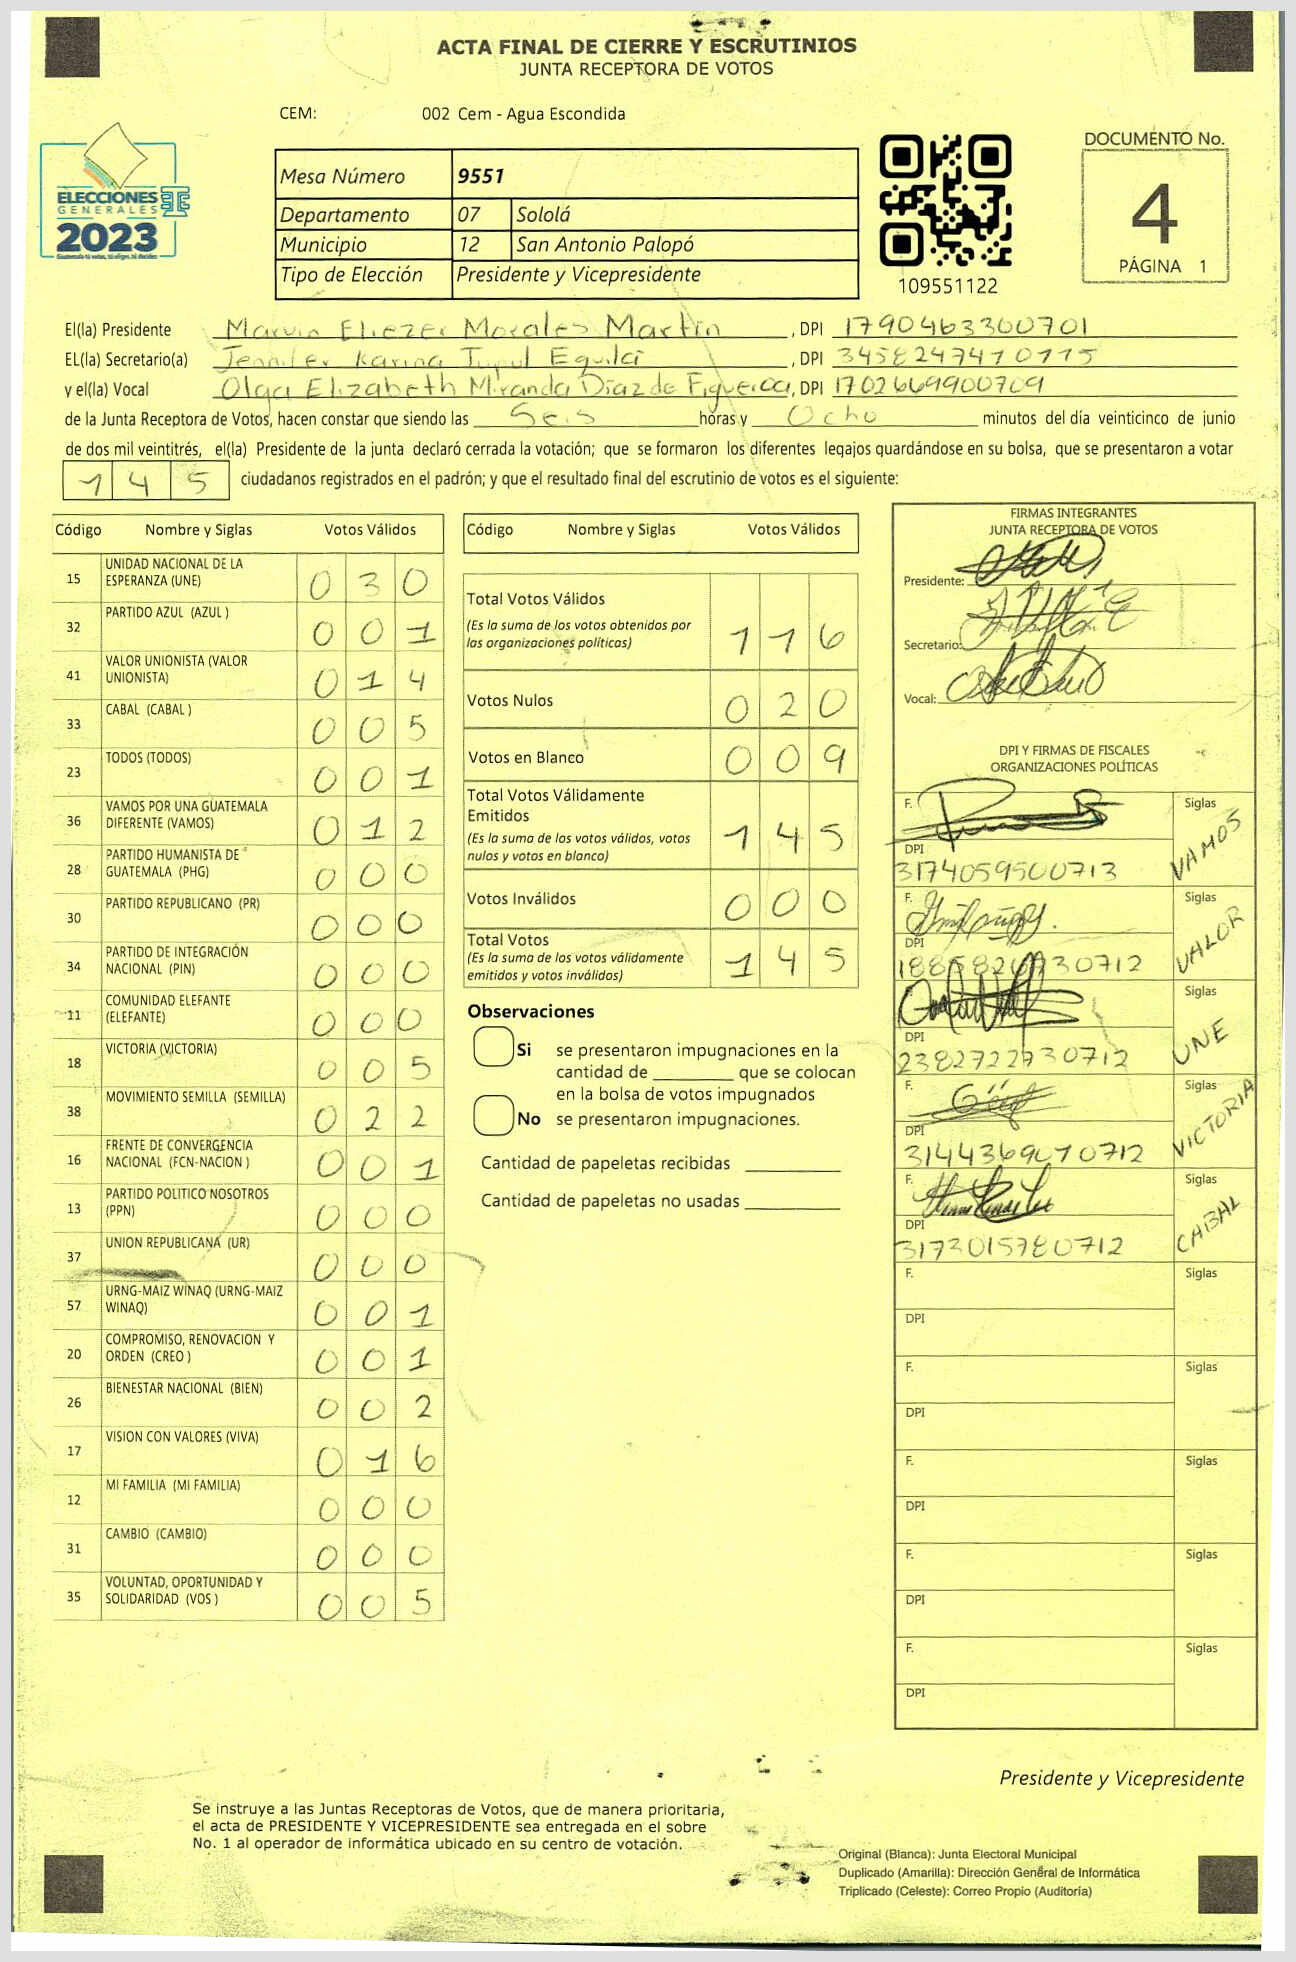 ACTA FINAL DE CIERRE Y ESCRUTINIOS
JUNTA RECEPTORA DE VOTOS
CEM: 002 Cem - Agua Escondida
ELECCIONES
GENERALES
2023
Mesa Número 9551
Departamento 07 Sololá
Municipio 12 San Antonio Palopó
Tipo de Elección Presidente y Vicepresidente
109551122
DOCUMENTO No.
4
PÁGINA 1
El(la) Presidente Marvin Eliezer Morales Martín, DPI 1790463300701
EL(la) Secretario(a) Jennifer Karina Tupul Eguila, DPI 3458247410115
y el(la) Vocal Olga Elizabeth Miranda Díaz de Figueroa, DPI 1702669900709
de la Junta Receptora de Votos, hacen constar que siendo las Seis horas y Ocho minutos del día veinticinco de junio
de dos mil veintitrés, el(la) Presidente de la junta declaró cerrada la votación; que se formaron los diferentes legajos guardándose en su bolsa, que se presentaron a votar
1 4 5 ciudadanos registrados en el padrón; y que el resultado final del escrutinio de votos es el siguiente:
Código Nombre y Siglas Votos Válidos
15 UNIDAD NACIONAL DE LA ESPERANZA (UNE) 0 3 0
32 PARTIDO AZUL (AZUL ) 0 0 1
41 VALOR UNIONISTA (VALOR UNIONISTA) 0 1 4
33 CABAL (CABAL ) 0 0 5
23 TODOS (TODOS) 0 0 1
36 VAMOS POR UNA GUATEMALA DIFERENTE (VAMOS) 0 1 2
28 PARTIDO HUMANISTA DE GUATEMALA (PHG) 0 0 0
30 PARTIDO REPUBLICANO (PR) 0 0 0
34 PARTIDO DE INTEGRACIÓN NACIONAL (PIN) 0 0 0
11 COMUNIDAD ELEFANTE (ELEFANTE) 0 0 0
18 VICTORIA (VICTORIA) 0 0 5
38 MOVIMIENTO SEMILLA (SEMILLA) 0 2 2
16 FRENTE DE CONVERGENCIA NACIONAL (FCN-NACION ) 0 0 1
13 PARTIDO POLITICO NOSOTROS (PPN) 0 0 0
37 UNION REPUBLICANA (UR) 0 0 0
57 URNG-MAIZ WINAQ (URNG-MAIZ WINAQ) 0 0 1
20 COMPROMISO, RENOVACION Y ORDEN (CREO ) 0 0 1
26 BIENESTAR NACIONAL (BIEN) 0 0 2
17 VISION CON VALORES (VIVA) 0 1 6
12 MI FAMILIA (MI FAMILIA) 0 0 0
31 CAMBIO (CAMBIO) 0 0 0
35 VOLUNTAD, OPORTUNIDAD Y SOLIDARIDAD (VOS ) 0 0 5
Código Nombre y Siglas Votos Válidos
Total Votos Válidos
(Es la suma de los votos obtenidos por
las organizaciones políticas) 1 1 6
Votos Nulos 0 2 0
Votos en Blanco 0 0 9
Total Votos Válidamente
Emitidos
(Es la suma de los votos válidos, votos
nulos y votos en blanco) 1 4 5
Votos Inválidos 0 0 0
Total Votos
(Es la suma de los votos válidamente
emitidos y votos inválidos) 1 4 5
Observaciones
Si se presentaron impugnaciones en la
cantidad de ________ que se colocan
en la bolsa de votos impugnados
No se presentaron impugnaciones.
Cantidad de papeletas recibidas
Cantidad de papeletas no usadas
FIRMAS INTEGRANTES
JUNTA RECEPTORA DE VOTOS
Presidente:
Secretario:
Vocal:
DPI Y FIRMAS DE FISCALES
ORGANIZACIONES POLÍTICAS
F. Siglas VAMOS
DPI
3174059500713
F. Siglas VALOR
DPI
F. Siglas UNE
DPI
2382722730712
F. Siglas VICTORIA
DPI
3144369070712
F. Siglas CABAL
DPI
3173015780712
F. Siglas
DPI
F. Siglas
DPI
F. Siglas
DPI
F. Siglas
DPI
F. Siglas
DPI
Presidente y Vicepresidente
Se instruye a las Juntas Receptoras de Votos, que de manera prioritaria,
el acta de PRESIDENTE Y VICEPRESIDENTE sea entregada en el sobre
No. 1 al operador de informática ubicado en su centro de votación.
Original (Blanca): Junta Electoral Municipal
Duplicado (Amarilla): Dirección General de Informática
Triplicado (Celeste): Correo Propio (Auditoría)